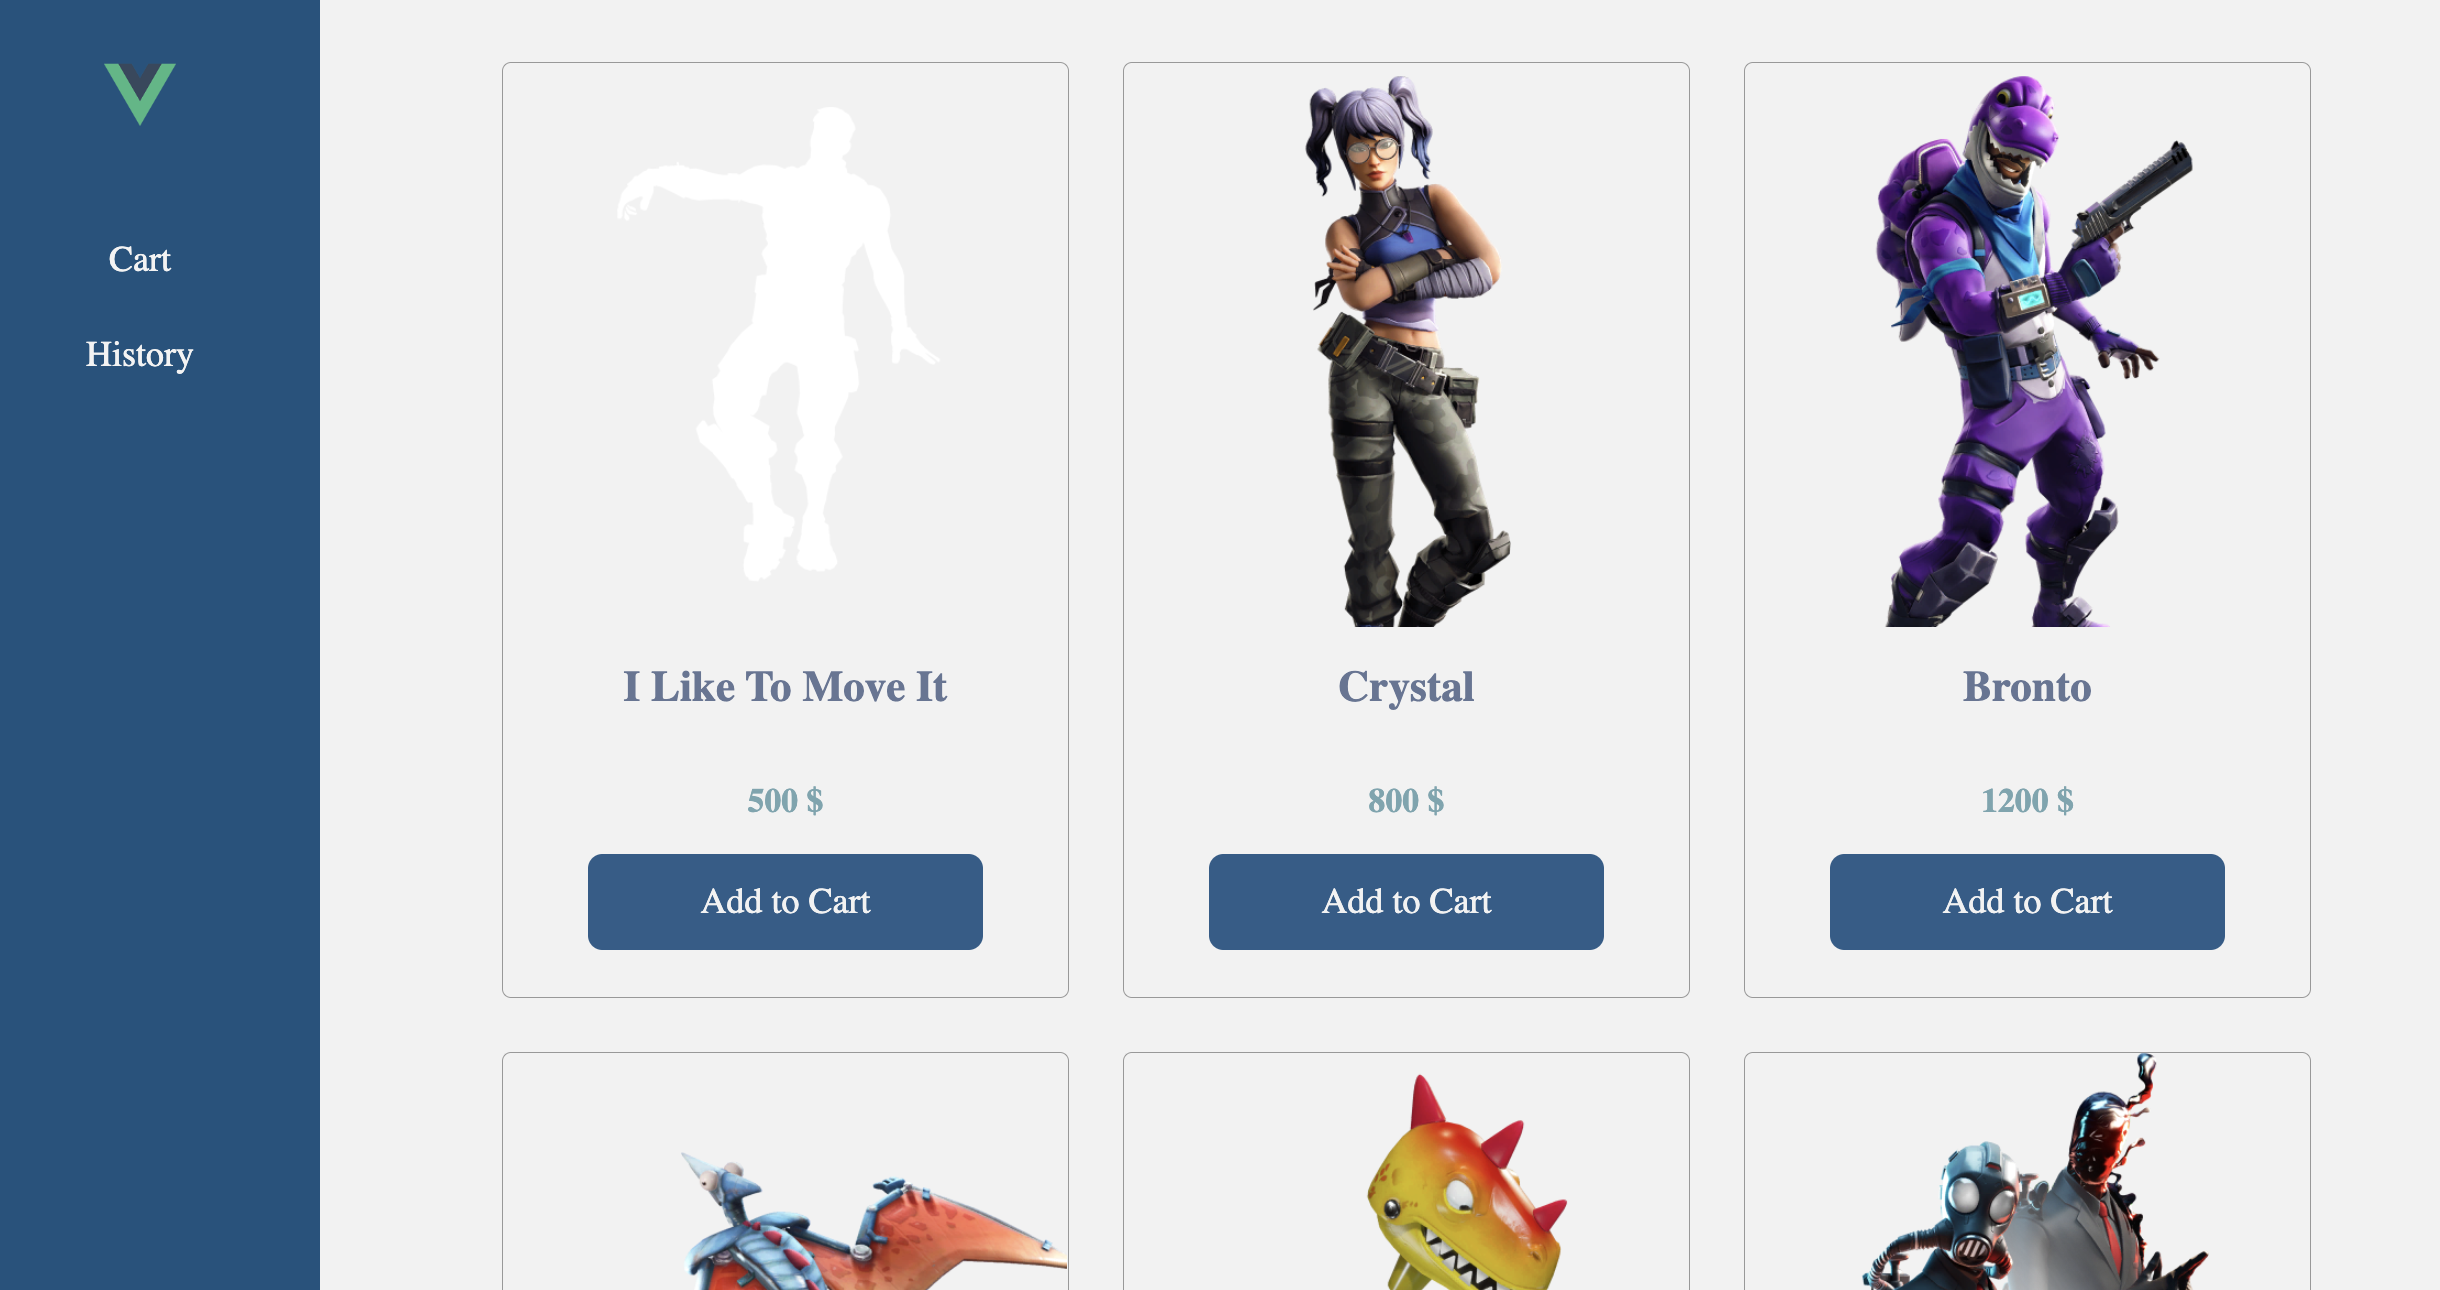 Cart
History
I Like To Move It
500 $
Add to Cart
Crystal
800 $
Add to Cart
Bronto
1200 $
Add to Cart